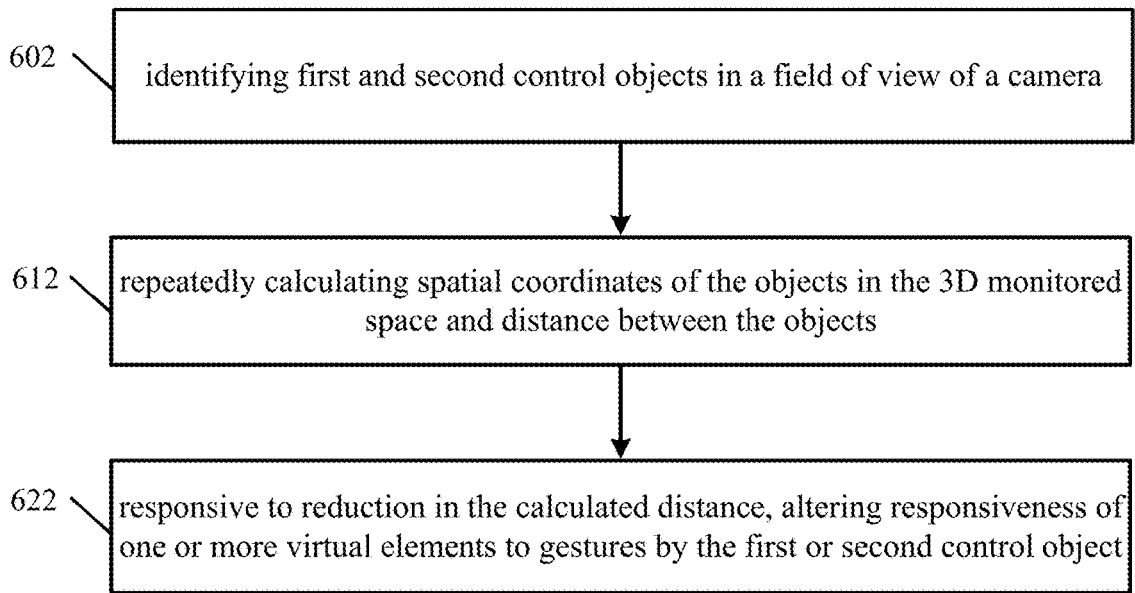 602
identifying first and second control objects in a field of view of a camera
612
repeatedly calculating spatial coordinates of the objects in the 3D monitored
space and distance between the objects
622
responsive to reduction in the calculated distance, altering responsiveness of
one or more virtual elements to gestures by the first or second control object